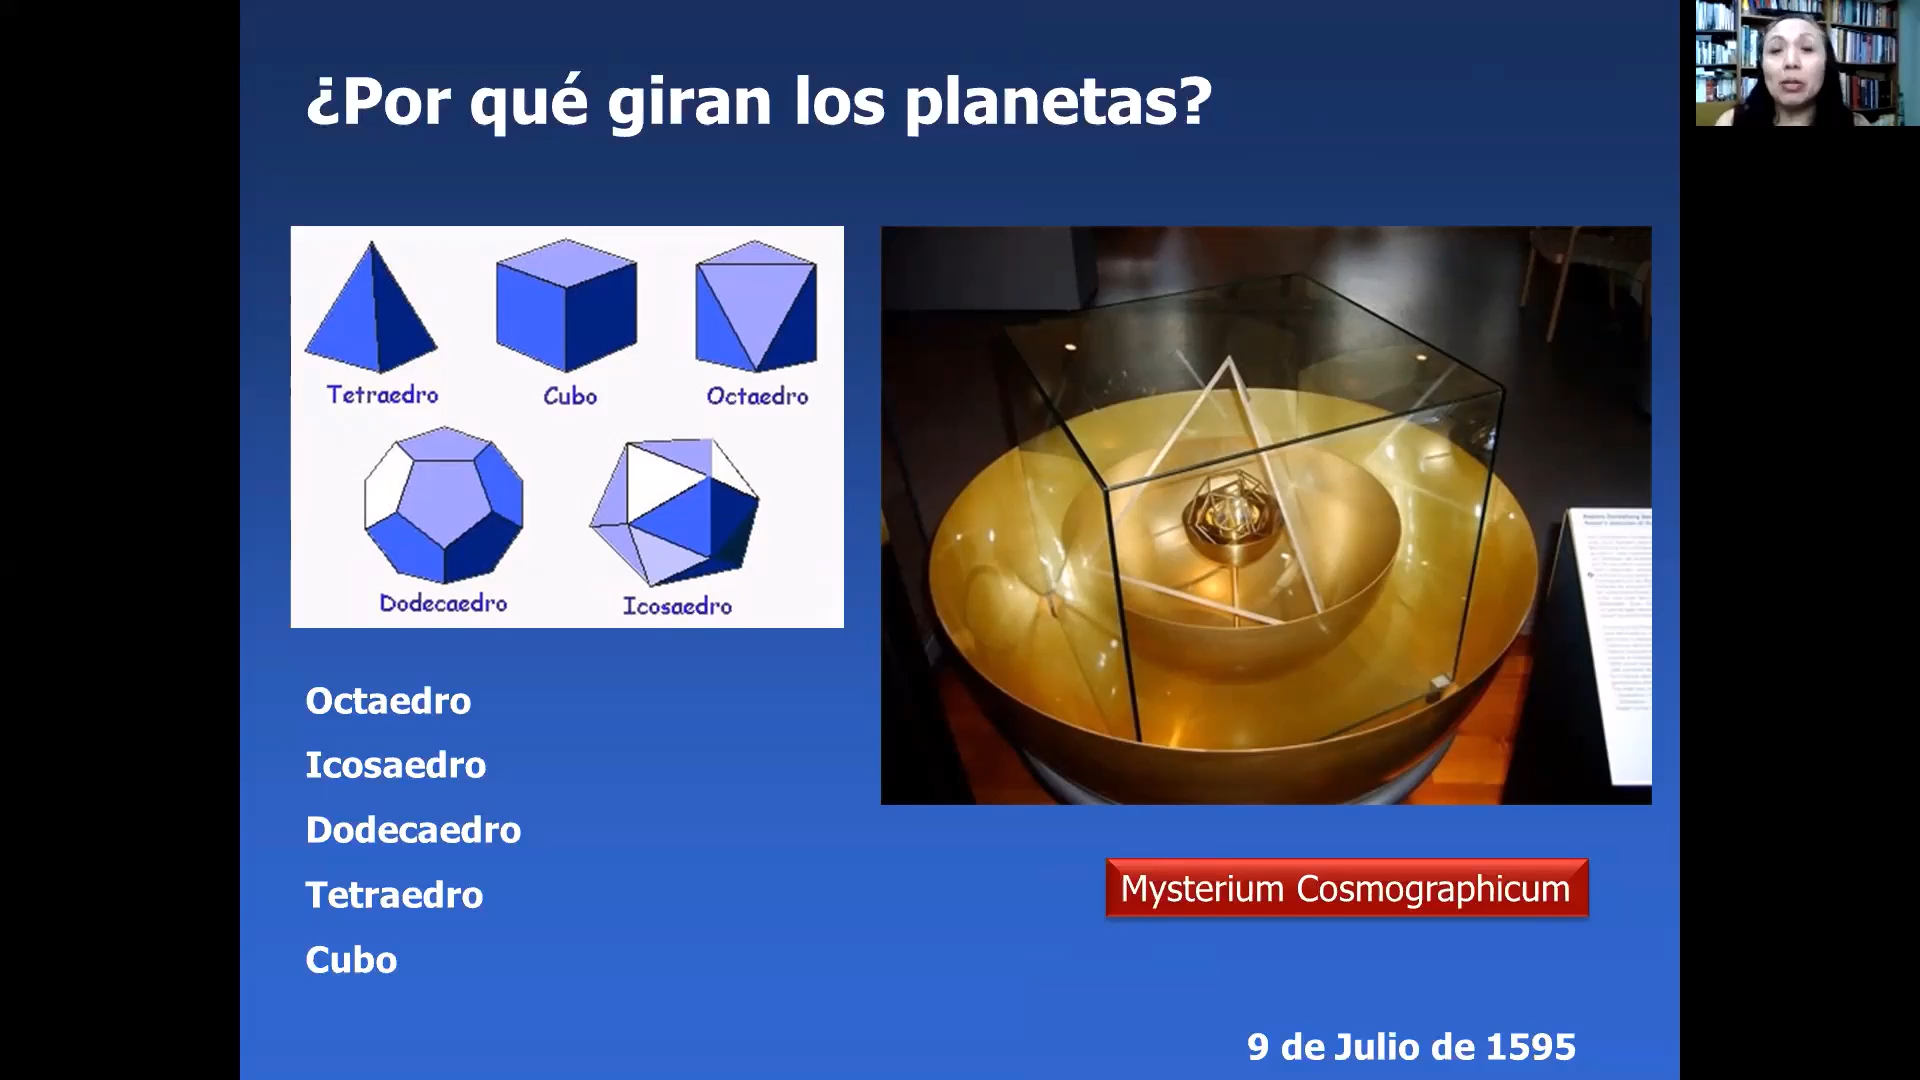 ¿Por qué giran los planetas?
Tetraedro
Cubo
Octaedro
Dodecaedro
Icosaedro
Octaedro
Icosaedro
Dodecaedro
Tetraedro
Cubo
Mysterium Cosmographicum
9 de Julio de 1595